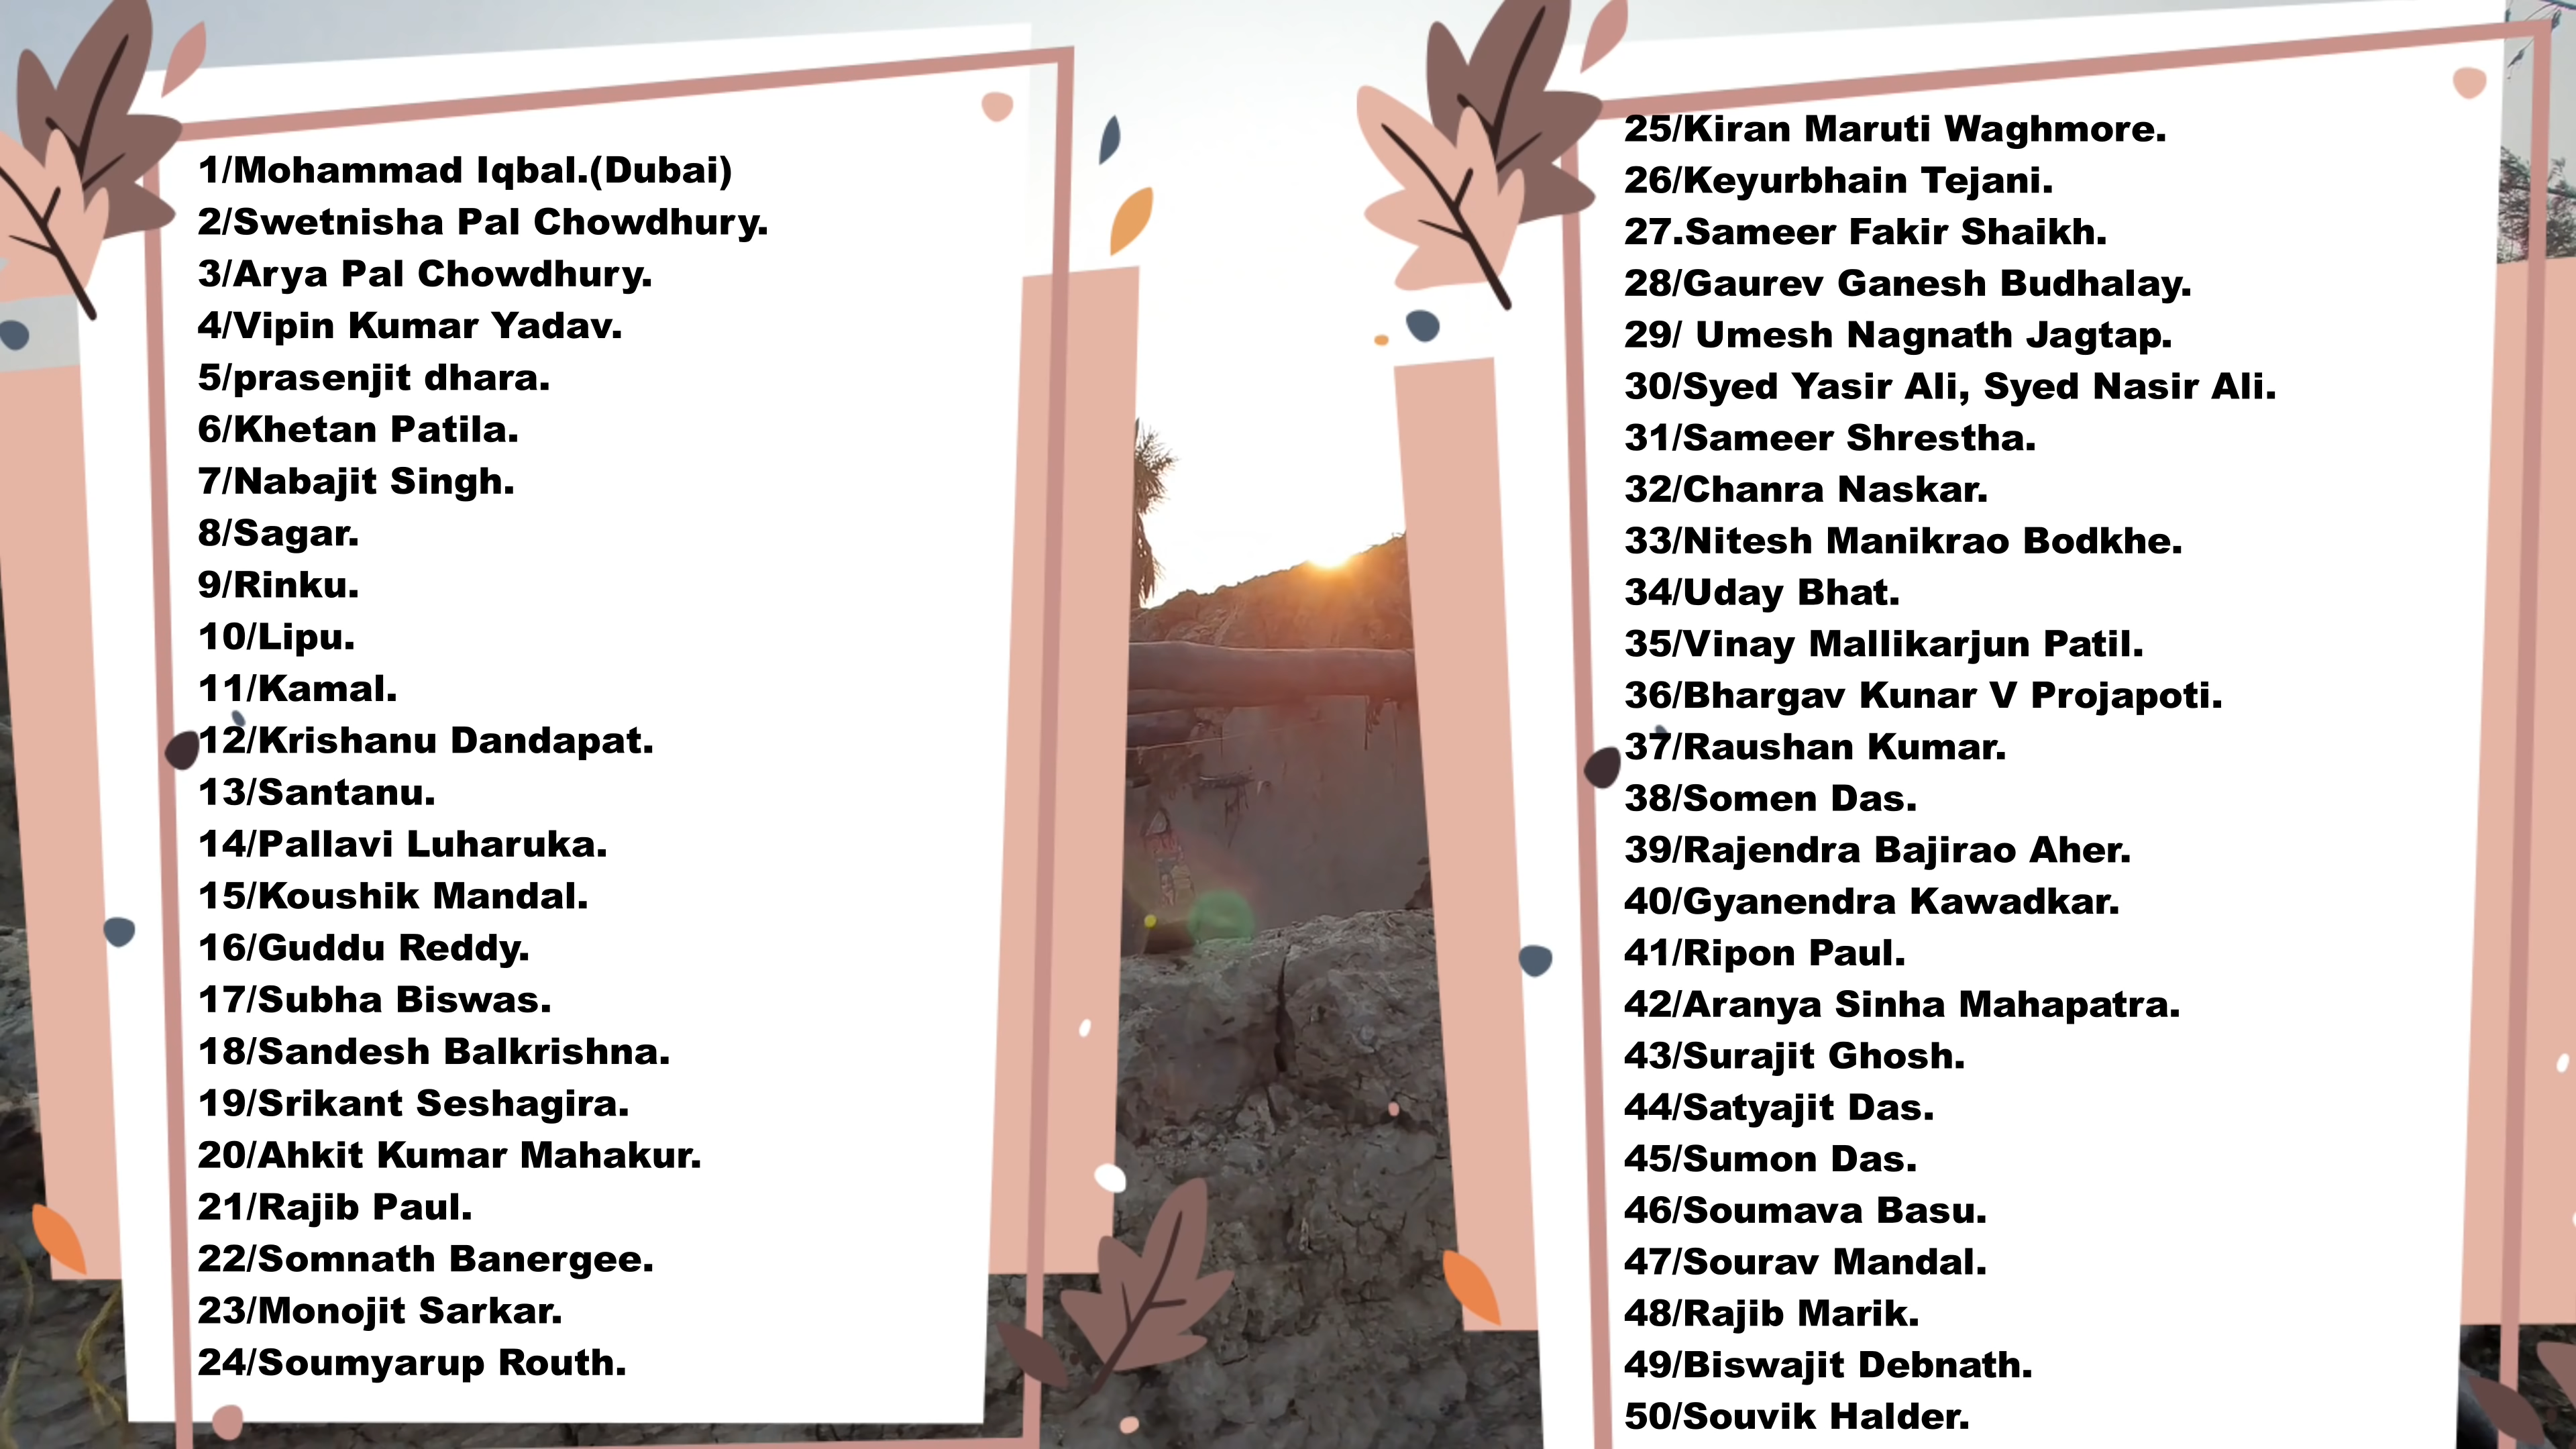 1/Mohammad Iqbal.(Dubai)
2/Swetnisha Pal Chowdhury.
3/Arya Pal Chowdhury.
4/Vipin Kumar Yadav.
5/prasenjit dhara.
6/Khetan Patila.
7/Nabajit Singh.
8/Sagar.
9/Rinku.
10/Lipu.
11/Kamal.
12/Krishanu Dandapat.
13/Santanu.
14/Pallavi Luharuka.
15/Koushik Mandal.
16/Guddu Reddy.
17/Subha Biswas.
18/Sandesh Balkrishna.
19/Srikant Seshagira.
20/Ahkit Kumar Mahakur.
21/Rajib Paul.
22/Somnath Banergee.
23/Monojit Sarkar.
24/Soumyarup Routh.
25/Kiran Maruti Waghmore.
26/Keyurbhain Tejani.
27.Sameer Fakir Shaikh.
28/Gaurev Ganesh Budhalay.
29/ Umesh Nagnath Jagtap.
30/Syed Yasir Ali, Syed Nasir Ali.
31/Sameer Shrestha.
32/Chanra Naskar.
33/Nitesh Manikrao Bodkhe.
34/Uday Bhat.
35/Vinay Mallikarjun Patil.
36/Bhargav Kunar V Projapoti.
37/Raushan Kumar.
38/Somen Das.
39/Rajendra Bajirao Aher.
40/Gyanendra Kawadkar.
41/Ripon Paul.
42/Aranya Sinha Mahapatra.
43/Surajit Ghosh.
44/Satyajit Das.
45/Sumon Das.
46/Soumava Basu.
47/Sourav Mandal.
48/Rajib Marik.
49/Biswajit Debnath.
50/Souvik Halder.